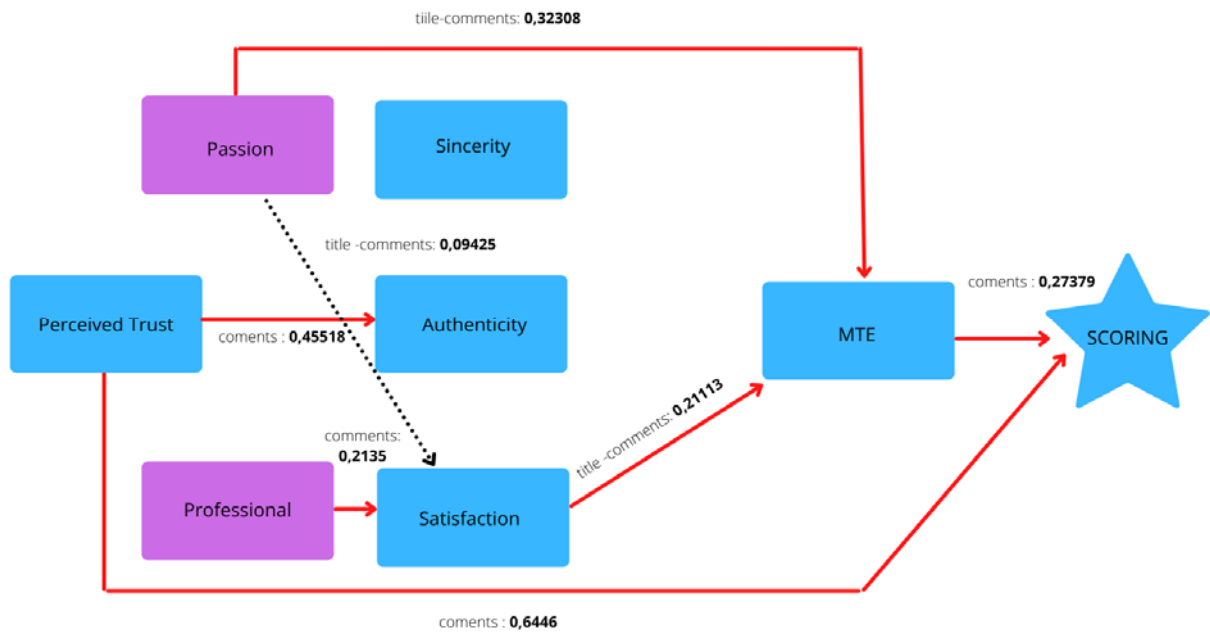 tiile-comments: 0,32308
Passion
Sincerity
title -comments: 0,09425
Perceived Trust
coments : 0,45518
Authenticity
MTE
coments : 0,27379
SCORING
title -comments: 0,21113
comments:
0,2135
Professional
Satisfaction
coments : 0,6446